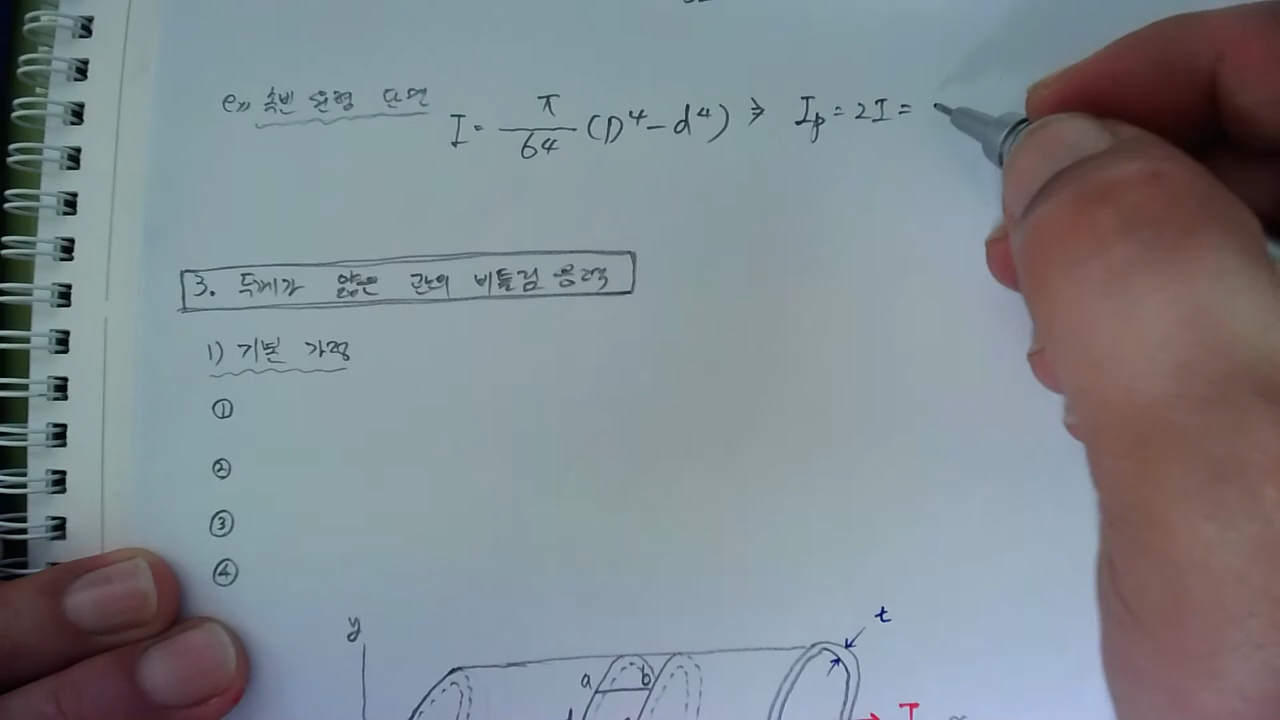 ex) 속빈 원형 단면 I = π/64 (D⁴ - d⁴) ⇒ Ip = 2I =
3. 두께가 얇은 관의 비틀림 응력
1) 기본 가정
①
②
③
④
y
t
a b
T